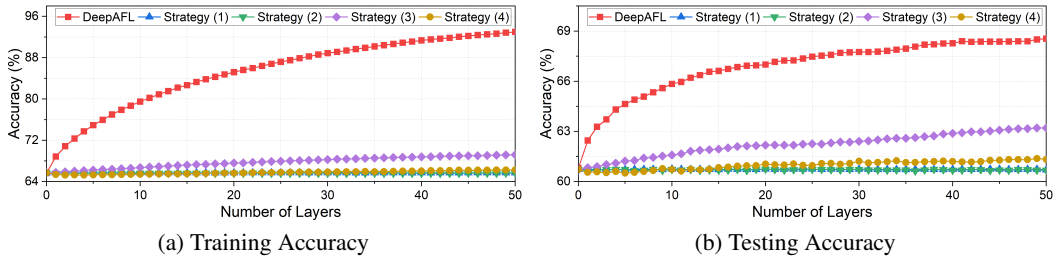 DeepAFL Strategy (1) Strategy (2) Strategy (3) Strategy (4)
96
88
80
72
64
Accuracy (%)
0 10 20 30 40 50
Number of Layers
(a) Training Accuracy
DeepAFL Strategy (1) Strategy (2) Strategy (3) Strategy (4)
69
66
63
60
Accuracy (%)
0 10 20 30 40 50
Number of Layers
(b) Testing Accuracy